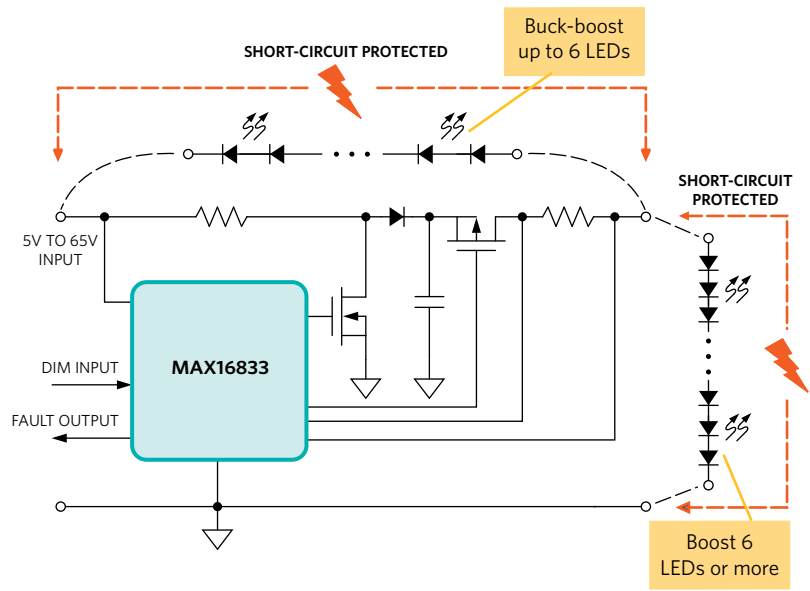 Buck-boost
up to 6 LEDs
SHORT-CIRCUIT PROTECTED
SHORT-CIRCUIT
PROTECTED
5V TO 65V
INPUT
MAX16833
DIM INPUT
FAULT OUTPUT
Boost 6
LEDs or more